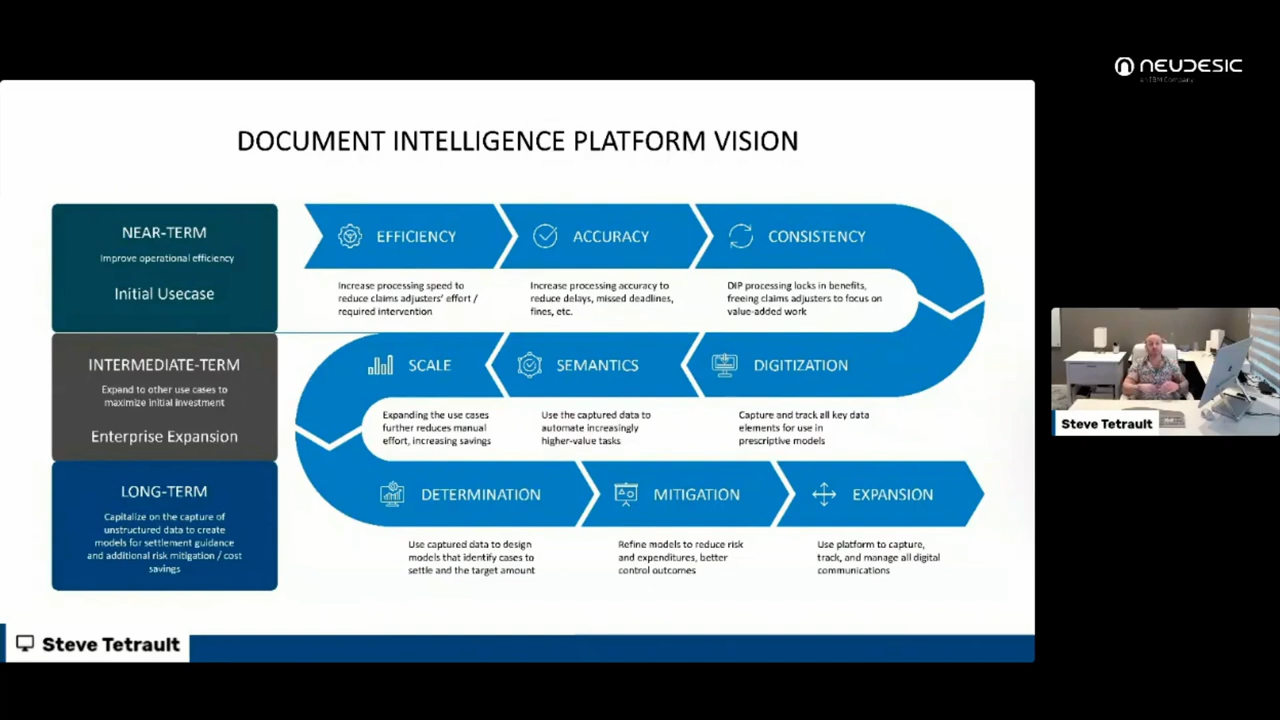 NEUDESIC
an IBM Company
DOCUMENT INTELLIGENCE PLATFORM VISION
NEAR-TERM
Improve operational efficiency
Initial Usecase
EFFICIENCY
Increase processing speed to
reduce claims adjusters' effort /
required intervention
ACCURACY
Increase processing accuracy to
reduce delays, missed deadlines,
fines, etc.
CONSISTENCY
DIP processing locks in benefits,
freeing claims adjusters to focus on
value-added work
INTERMEDIATE-TERM
Expand to other use cases to
maximize initial investment
Enterprise Expansion
SCALE
Expanding the use cases
further reduces manual
effort, increasing savings
SEMANTICS
Use the captured data to
automate increasingly
higher-value tasks
DIGITIZATION
Capture and track all key data
elements for use in
prescriptive models
LONG-TERM
Capitalize on the capture of
unstructured data to create
models for settlement guidance
and additional risk mitigation / cost
savings
DETERMINATION
Use captured data to design
models that identify cases to
settle and the target amount
MITIGATION
Refine models to reduce risk
and expenditures, better
control outcomes
EXPANSION
Use platform to capture,
track, and manage all digital
communications
Steve Tetrault
Steve Tetrault